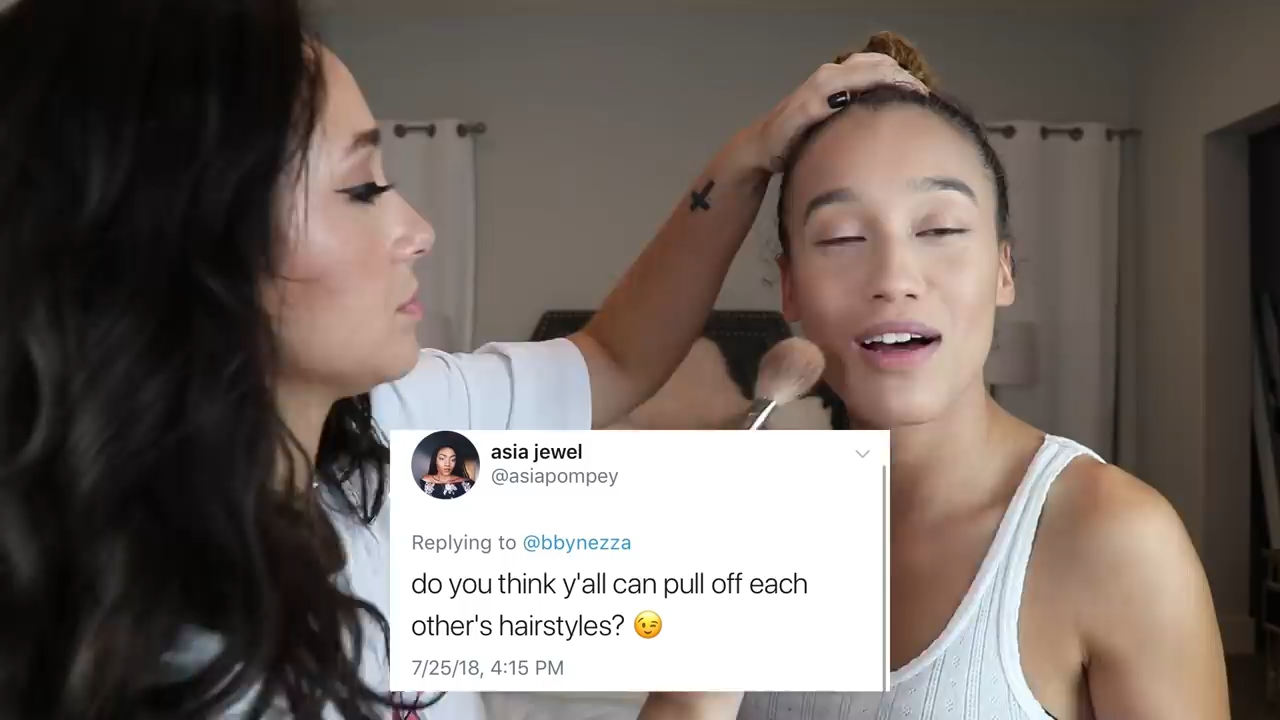 asia jewel
@asiapompey
Replying to @bbynezza
do you think y'all can pull off each
other's hairstyles? 😉
7/25/18, 4:15 PM